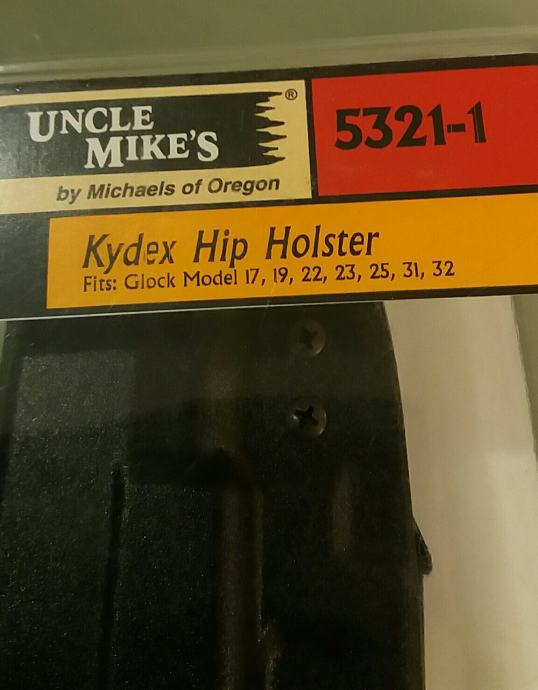 UNCLE
MIKE'S®
by Michaels of Oregon
5321-1
Kydex Hip Holster
Fits: Glock Model 17, 19, 22, 23, 25, 31, 32